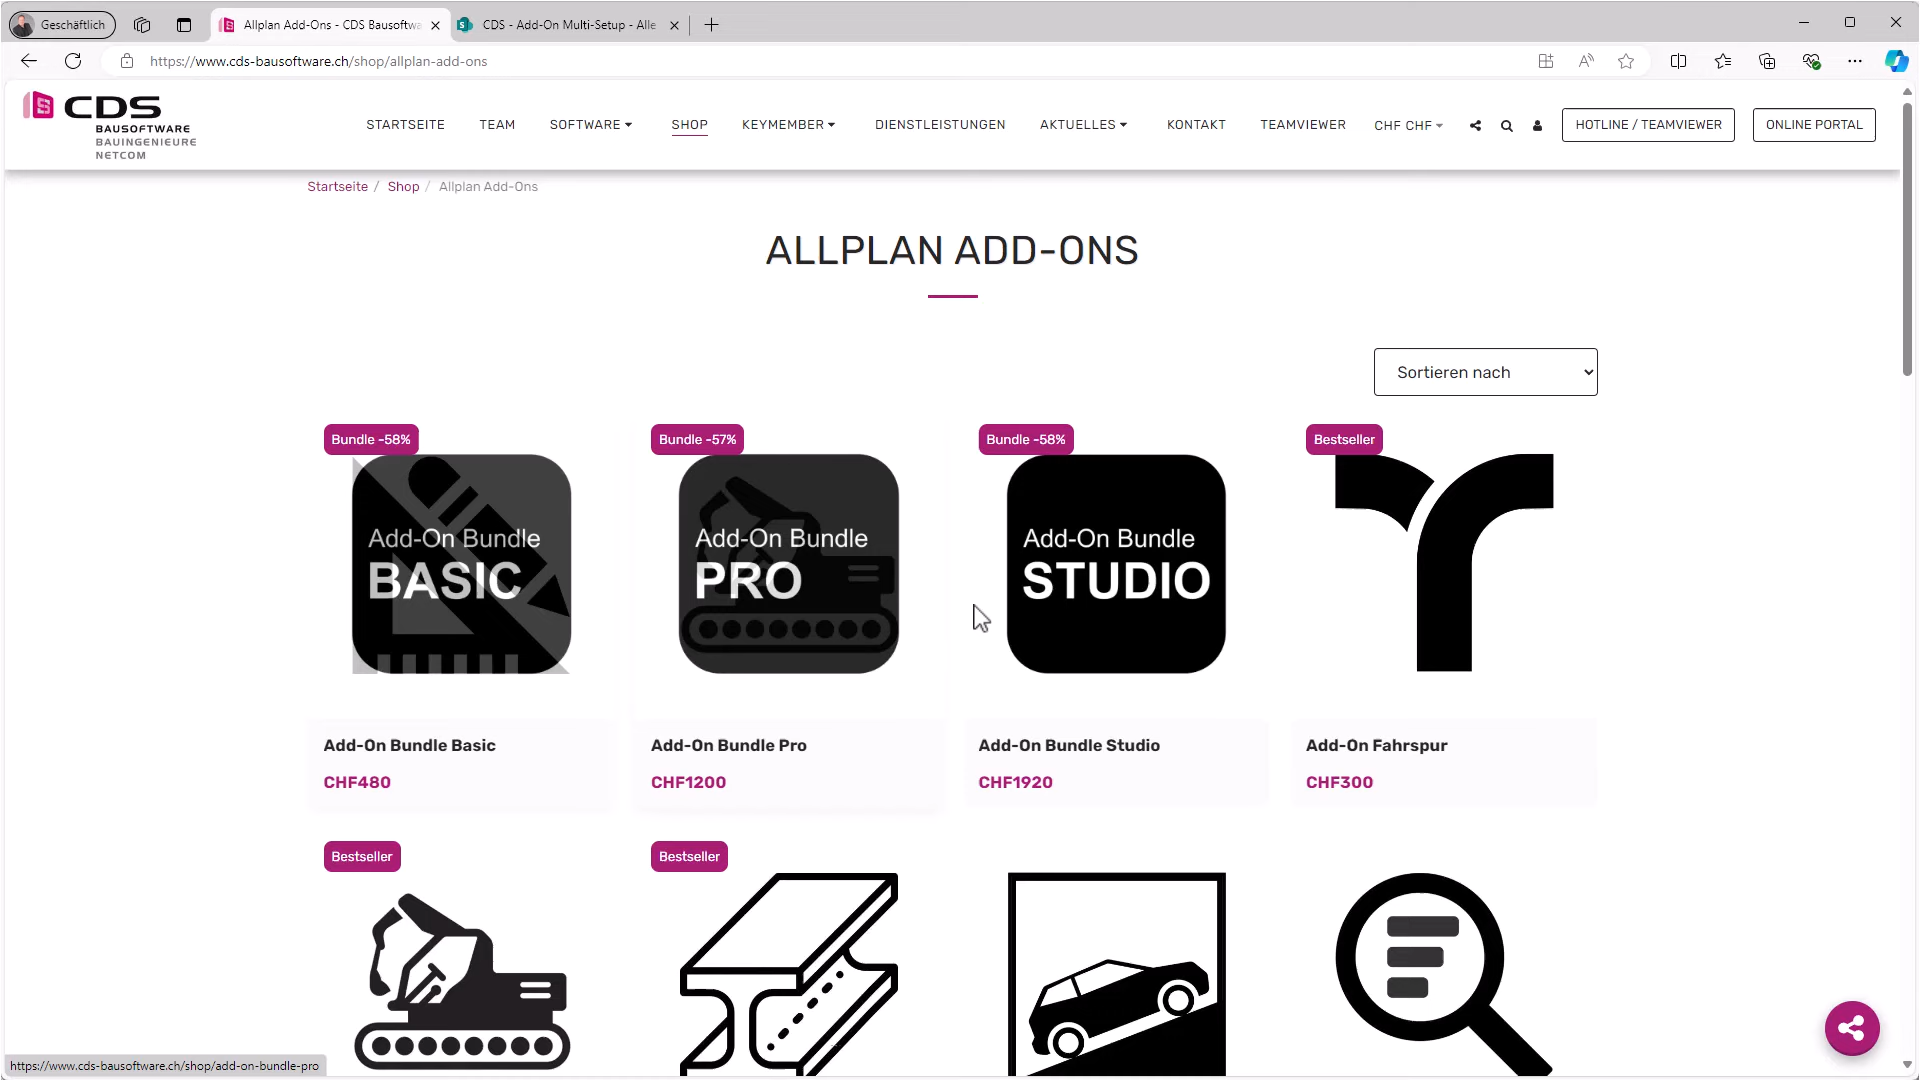 Geschäftlich
Allplan Add-Ons - CDS Bausoftwa
CDS - Add-On Multi-Setup - Alle
https://www.cds-bausoftware.ch/shop/allplan-add-ons
CDS
BAUSOFTWARE
BAUINGENIEURE
NETCOM
STARTSEITE
TEAM
SOFTWARE
SHOP
KEYMEMBER
DIENSTLEISTUNGEN
AKTUELLES
KONTAKT
TEAMVIEWER
CHF CHF
HOTLINE / TEAMVIEWER
ONLINE PORTAL
Startseite / Shop / Allplan Add-Ons
ALLPLAN ADD-ONS
Sortieren nach
Bundle -58%
Bundle -57%
Bundle -58%
Bestseller
Add-On Bundle
BASIC
Add-On Bundle
PRO
Add-On Bundle
STUDIO
Add-On Bundle Basic
CHF480
Add-On Bundle Pro
CHF1200
Add-On Bundle Studio
CHF1920
Add-On Fahrspur
CHF300
Bestseller
Bestseller
https://www.cds-bausoftware.ch/shop/add-on-bundle-pro